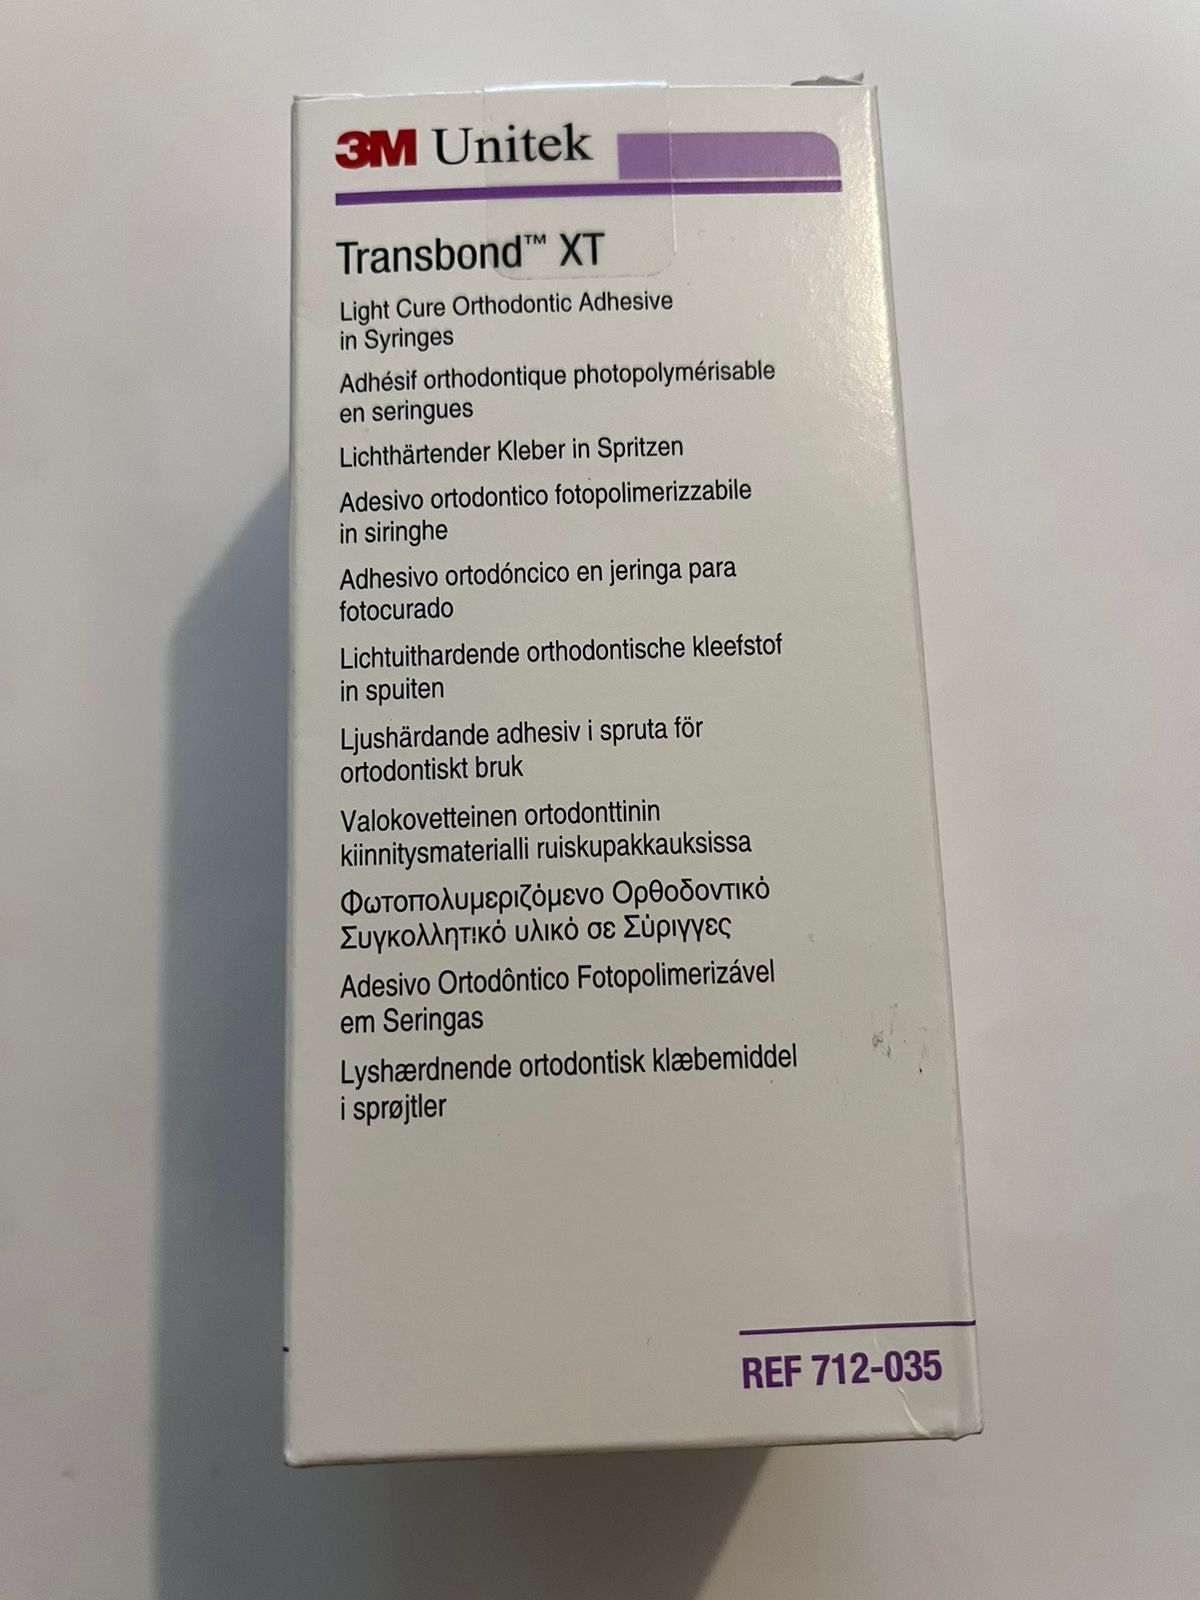 3M Unitek
Transbond™ XT
Light Cure Orthodontic Adhesive
in Syringes
Adhésif orthodontique photopolymérisable
en seringues
Lichthärtender Kleber in Spritzen
Adesivo ortodontico fotopolimerizzabile
in siringhe
Adhesivo ortodóncico en jeringa para
fotocurado
Lichtuithardende orthodontische kleefstof
in spuiten
Ljushärdande adhesiv i spruta för
ortodontiskt bruk
Valokovetteinen ortodonttinin
kiinnitysmaterialli ruiskupakkauksissa
Φωτοπολυμεριζόμενο Ορθοδοντικό
Συγκολλητικό υλικό σε Σύριγγες
Adesivo Ortodôntico Fotopolimerizável
em Seringas
Lyshærdnende ortodontisk klæbemiddel
i sprøjtler
REF 712-035